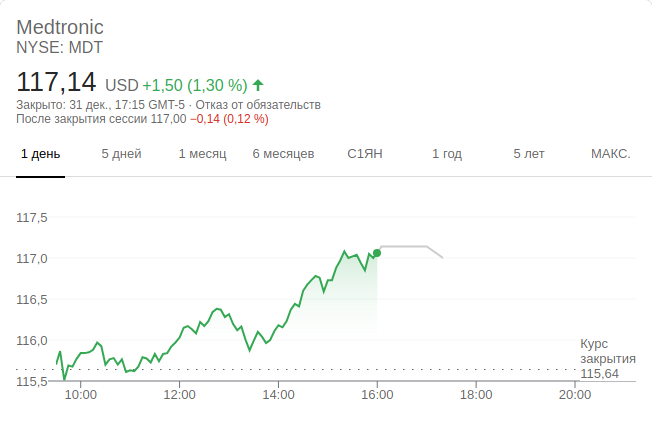 Medtronic
NYSE: MDT
117,14 USD +1,50 (1,30 %)
Закрыто: 31 дек., 17:15 GMT-5 · Отказ от обязательств
После закрытия сессии 117,00 −0,14 (0,12 %)
1 день 5 дней 1 месяц 6 месяцев С1ЯН 1 год 5 лет МАКС.
117,5
117,0
116,5
116,0
Курс
закрытия
115,64
115,5
10:00 12:00 14:00 16:00 18:00 20:00